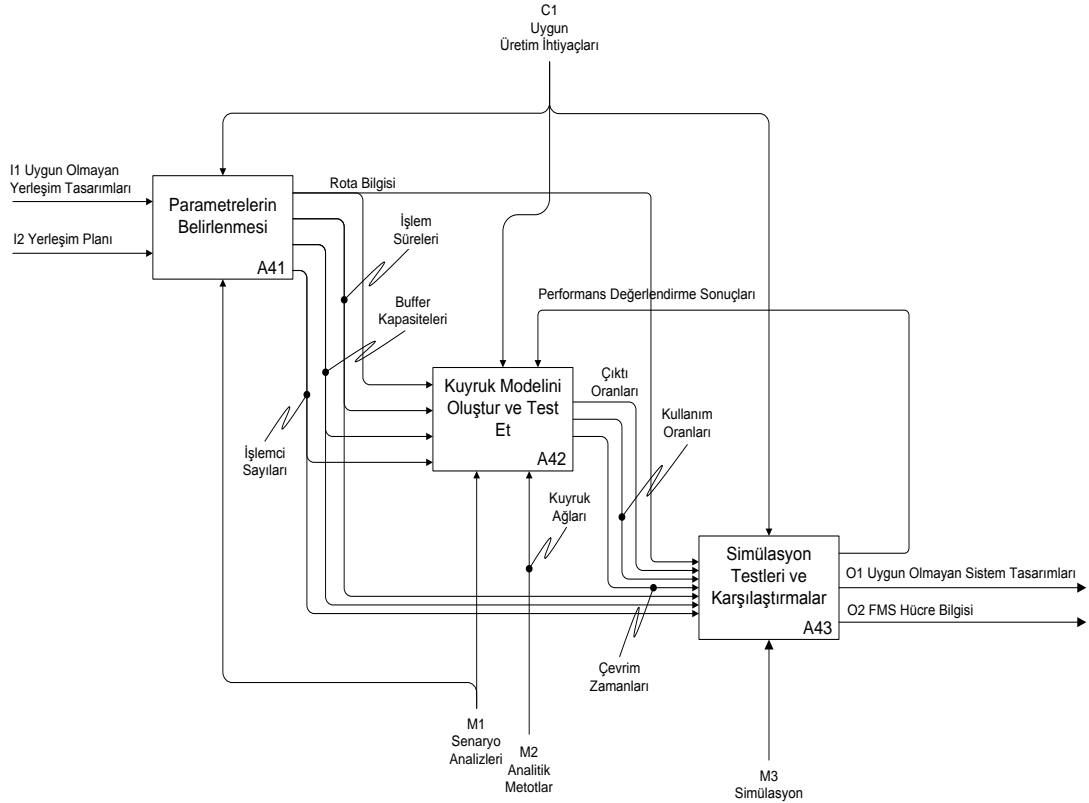 C1
Uygun
Üretim İhtiyaçları
I1 Uygun Olmayan
Yerleşim Tasarımları
I2 Yerleşim Planı
Parametrelerin
Belirlenmesi
A41
Rota Bilgisi
İşlem
Süreleri
Buffer
Kapasiteleri
İşlemci
Sayıları
Performans Değerlendirme Sonuçları
Kuyruk Modelini
Oluştur ve Test
Et
A42
Çıktı
Oranları
Kullanım
Oranları
Kuyruk
Ağları
Simülasyon
Testleri ve
Karşılaştırmalar
A43
O1 Uygun Olmayan Sistem Tasarımları
O2 FMS Hücre Bilgisi
Çevrim
Zamanları
M1
Senaryo
Analizleri
M2
Analitik
Metotlar
M3
Simülasyon